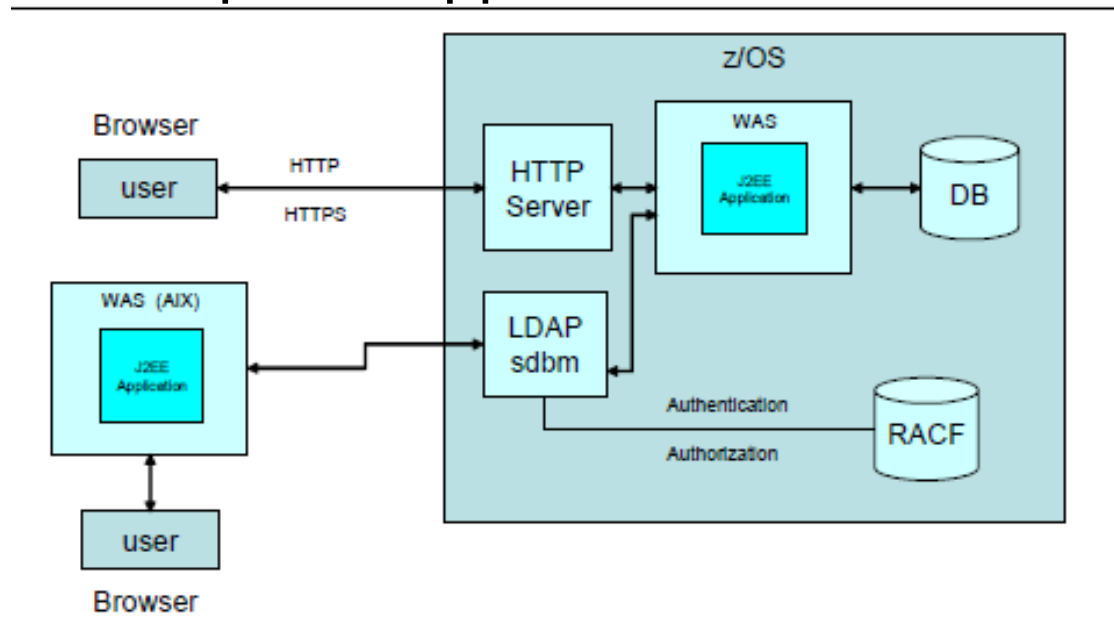 z/OS
Browser
user
HTTP
HTTPS
HTTP
Server
WAS
J2EE
Application
DB
WAS (AIX)
J2EE
Application
LDAP
sdbm
Authentication
Authorization
RACF
user
Browser